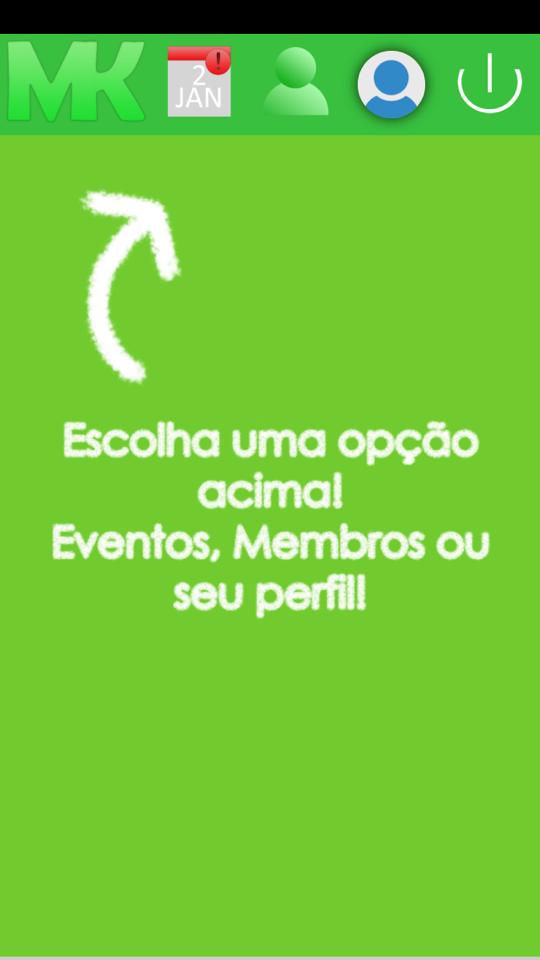 MK
!
2
JAN
Escolha uma opção
acima!
Eventos, Membros ou
seu perfil!